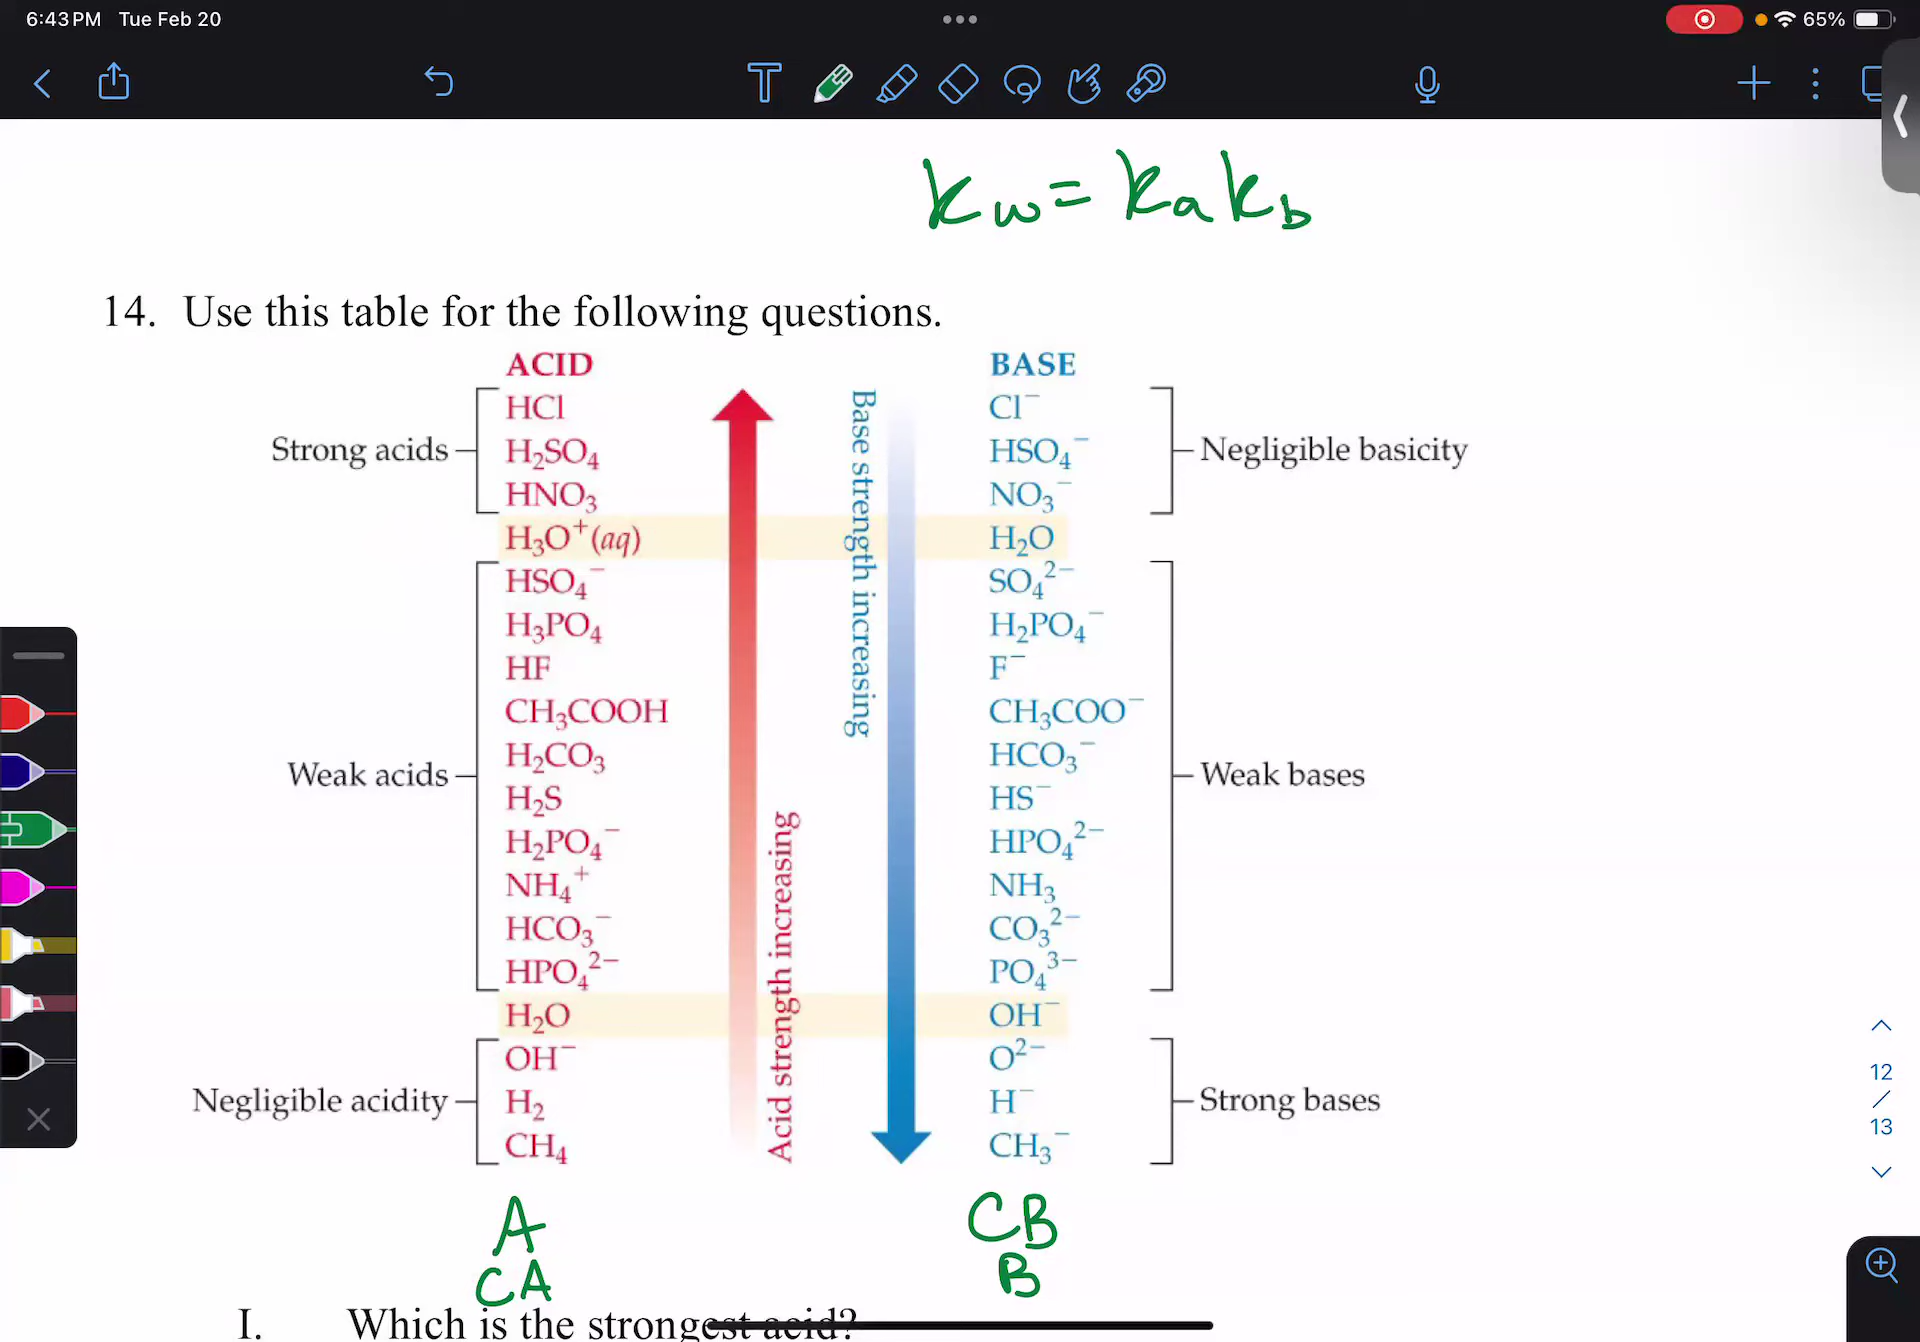 6:43 PM Tue Feb 20
65%
kw = ka kb
14. Use this table for the following questions.
ACID BASE
HCl Cl⁻
Strong acids H₂SO₄ HSO₄⁻ Negligible basicity
HNO₃ NO₃⁻
H₃O⁺(aq) H₂O
HSO₄⁻ SO₄²⁻
H₃PO₄ H₂PO₄⁻
HF F⁻
CH₃COOH CH₃COO⁻
H₂CO₃ HCO₃⁻
Weak acids Weak bases
H₂S HS⁻
H₂PO₄⁻ HPO₄²⁻
NH₄⁺ NH₃
HCO₃⁻ CO₃²⁻
HPO₄²⁻ PO₄³⁻
H₂O OH⁻
OH⁻ O²⁻
Negligible acidity H₂ H⁻ Strong bases
CH₄ CH₃⁻
Base strength increasing
Acid strength increasing
A CB
CA B
I. Which is the strongest acid?
12
/
13